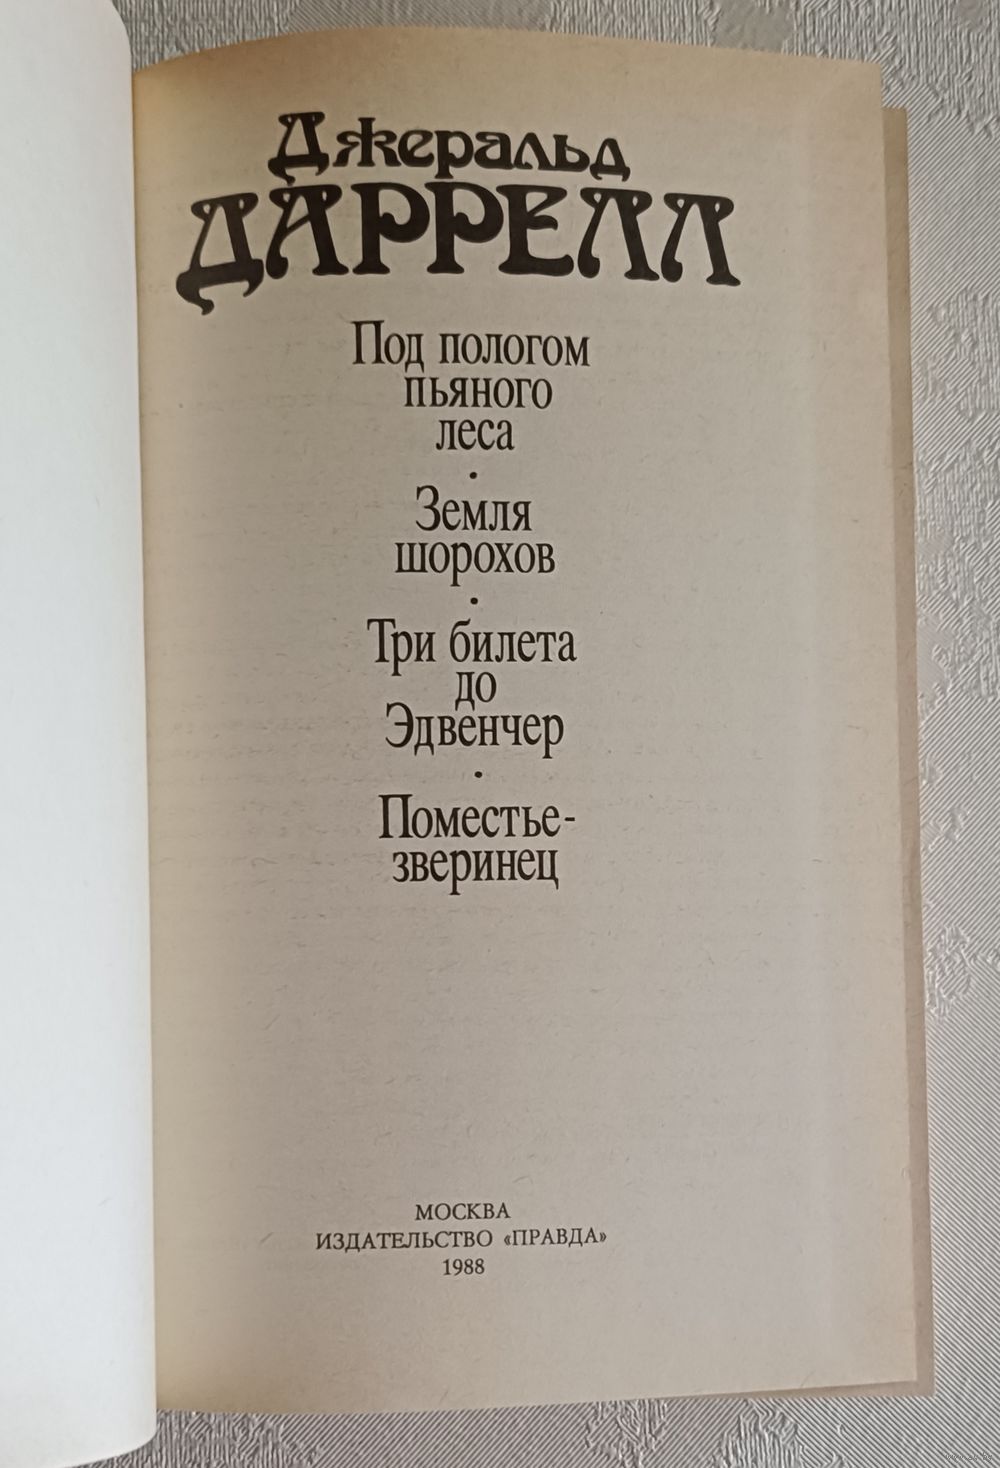 Джеральд
ДАРРЕЛЛ
Под пологом
пьяного
леса
·
Земля
шорохов
·
Три билета
до
Эдвенчер
·
Поместье-
зверинец
МОСКВА
ИЗДАТЕЛЬСТВО «ПРАВДА»
1988